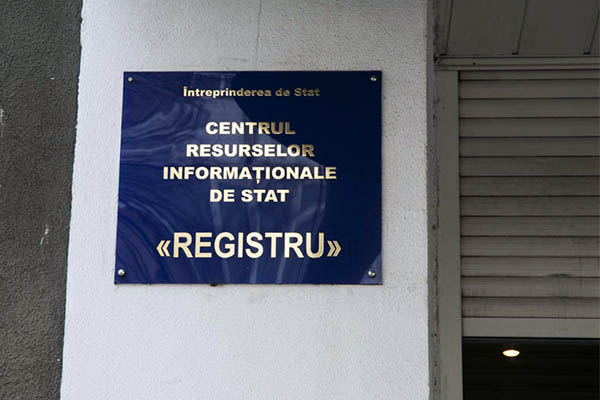 Întreprinderea de Stat
CENTRUL
RESURSELOR
INFORMAȚIONALE
DE STAT
«REGISTRU»